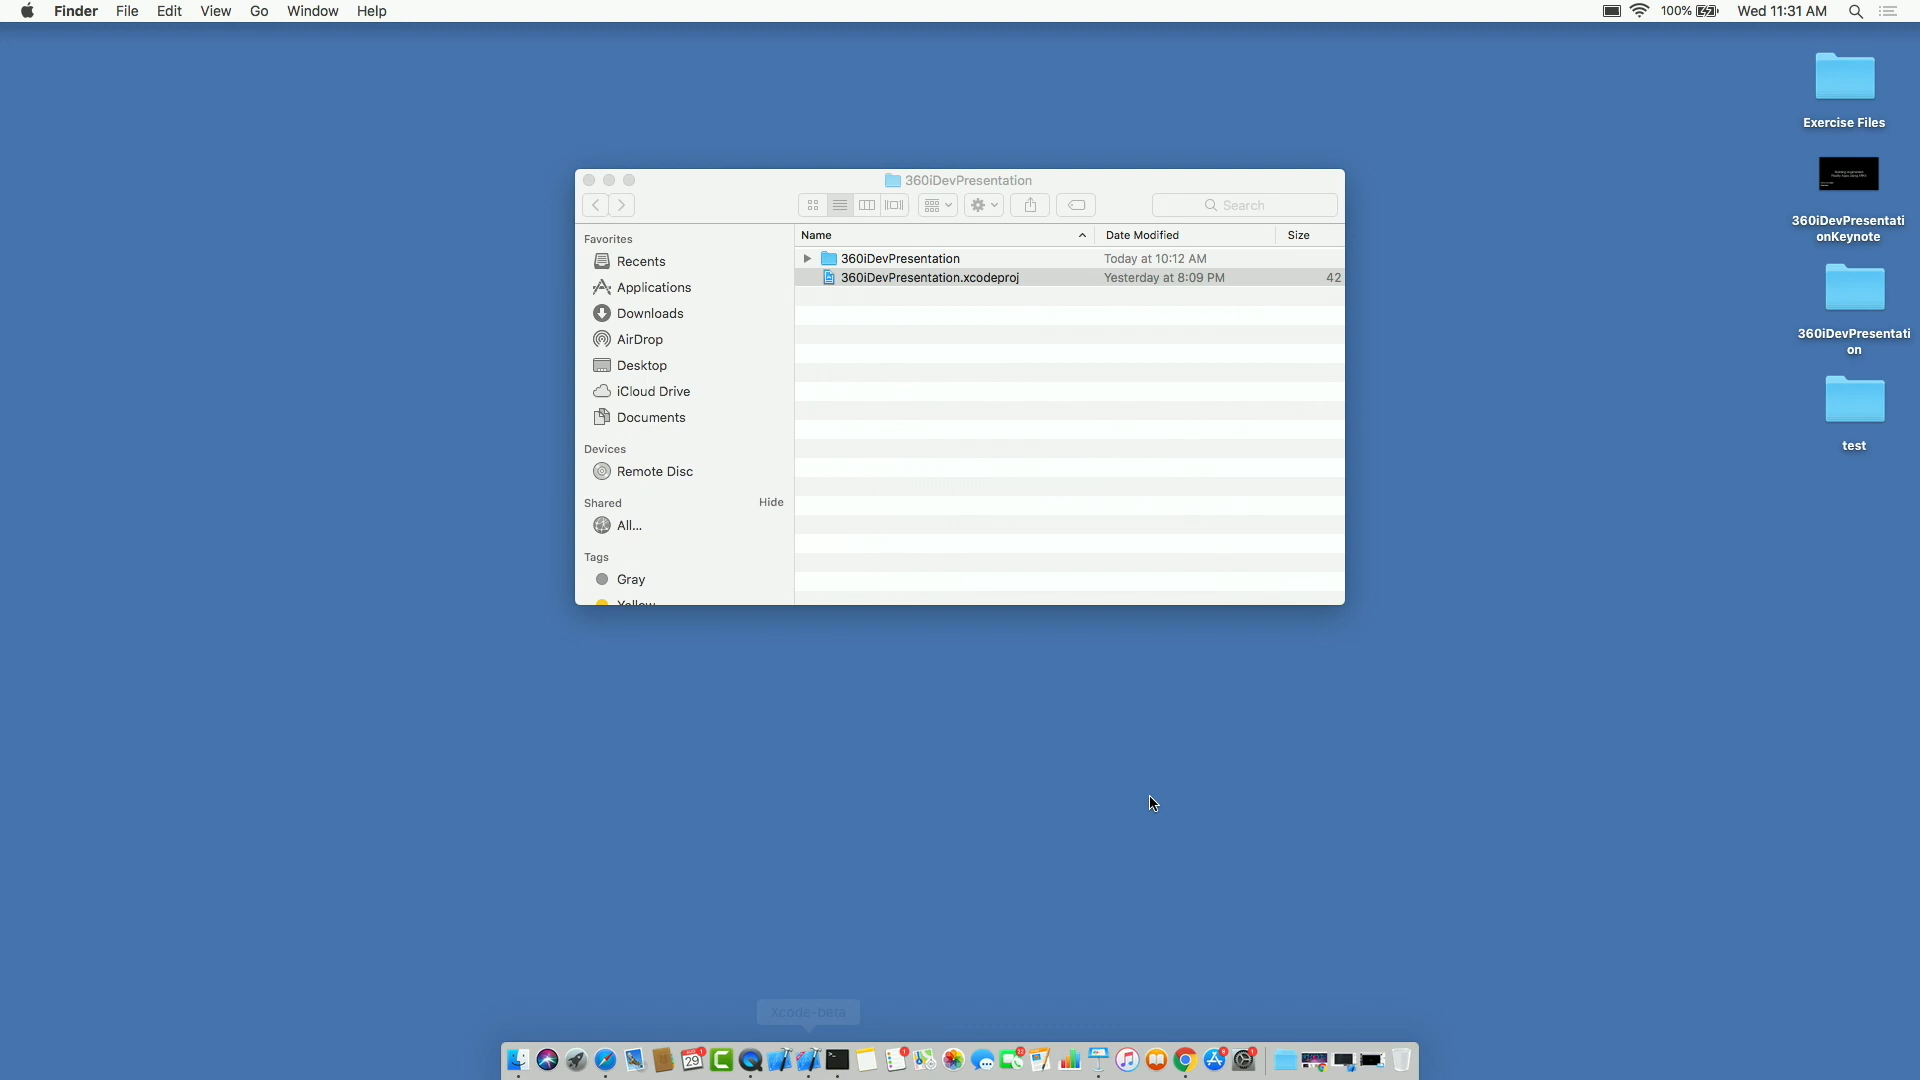 Finder File Edit View Go Window Help 100% Wed 11:31 AM
Exercise Files
360iDevPresentati
onKeynote
360iDevPresentati
on
test
360iDevPresentation
Search
Favorites
Recents
Applications
Downloads
AirDrop
Desktop
iCloud Drive
Documents
Devices
Remote Disc
Shared Hide
All...
Tags
Gray
Yellow
Name Date Modified Size
360iDevPresentation Today at 10:12 AM
360iDevPresentation.xcodeproj Yesterday at 8:09 PM 42
Xcode-beta
29